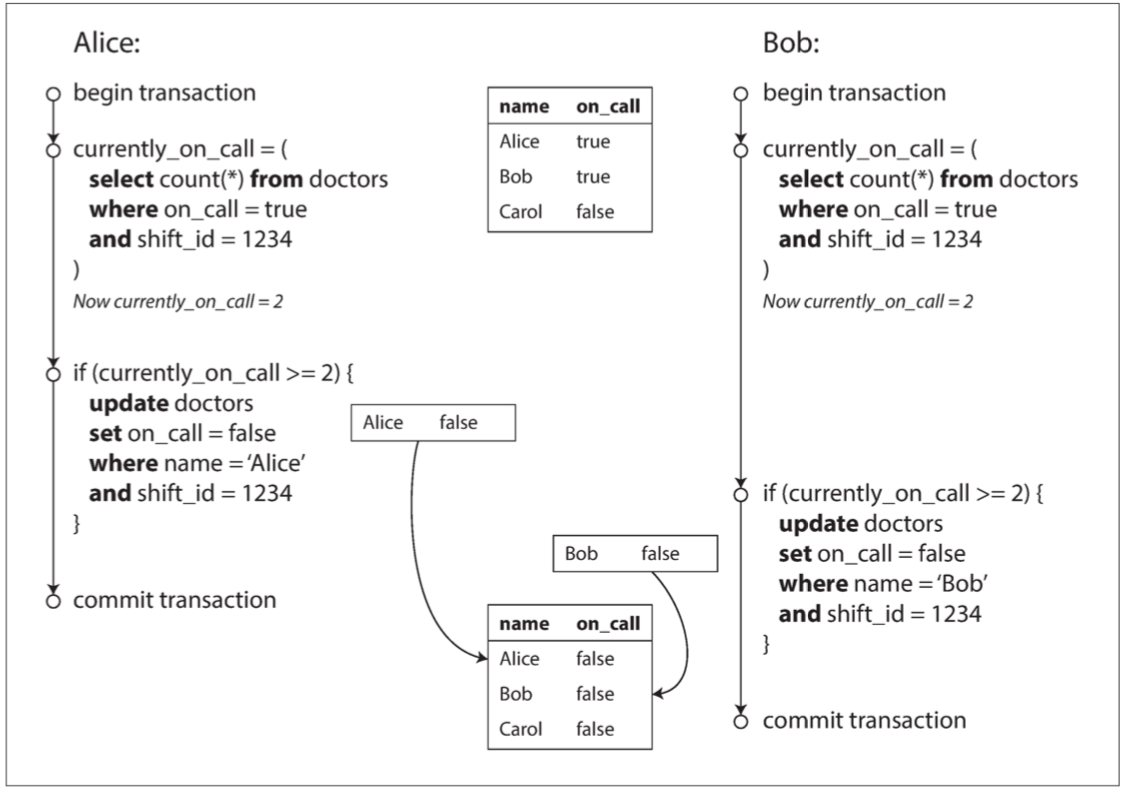 Alice:
begin transaction
currently_on_call = (
select count(*) from doctors
where on_call = true
and shift_id = 1234
)
Now currently_on_call = 2
if (currently_on_call >= 2) {
update doctors
set on_call = false
where name = ‘Alice’
and shift_id = 1234
}
commit transaction
name on_call
Alice true
Bob true
Carol false
Alice false
Bob false
name on_call
Alice false
Bob false
Carol false
Bob:
begin transaction
currently_on_call = (
select count(*) from doctors
where on_call = true
and shift_id = 1234
)
Now currently_on_call = 2
if (currently_on_call >= 2) {
update doctors
set on_call = false
where name = ‘Bob’
and shift_id = 1234
}
commit transaction